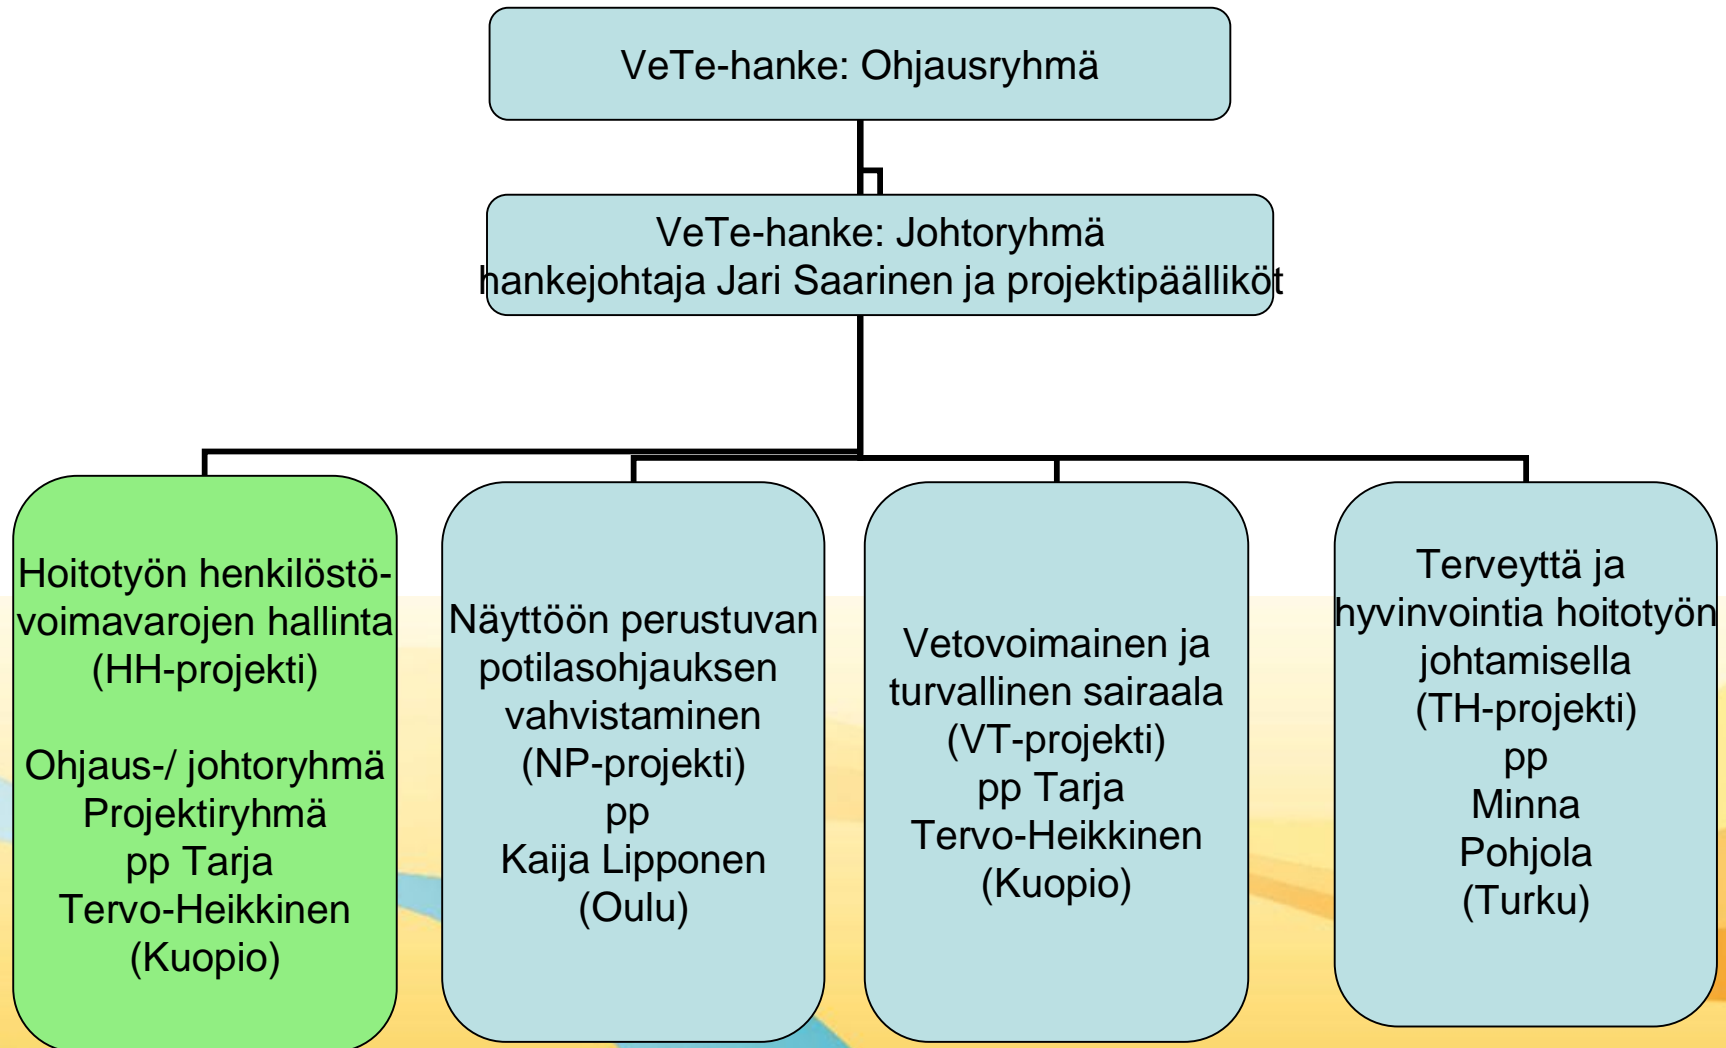 VeTe-hanke: Ohjausryhmä
VeTe-hanke: Johtoryhmä
hankejohtaja Jari Saarinen ja projektipäälliköt
Hoitotyön henkilöstö-
voimavarojen hallinta
(HH-projekti)
Ohjaus-/ johtoryhmä
Projektiryhmä
pp Tarja
Tervo-Heikkinen
(Kuopio)
Näyttöön perustuvan
potilasohjauksen
vahvistaminen
(NP-projekti)
pp
Kaija Lipponen
(Oulu)
Vetovoimainen ja
turvallinen sairaala
(VT-projekti)
pp Tarja
Tervo-Heikkinen
(Kuopio)
Terveyttä ja
hyvinvointia hoitotyön
johtamisella
(TH-projekti)
pp
Minna
Pohjola
(Turku)